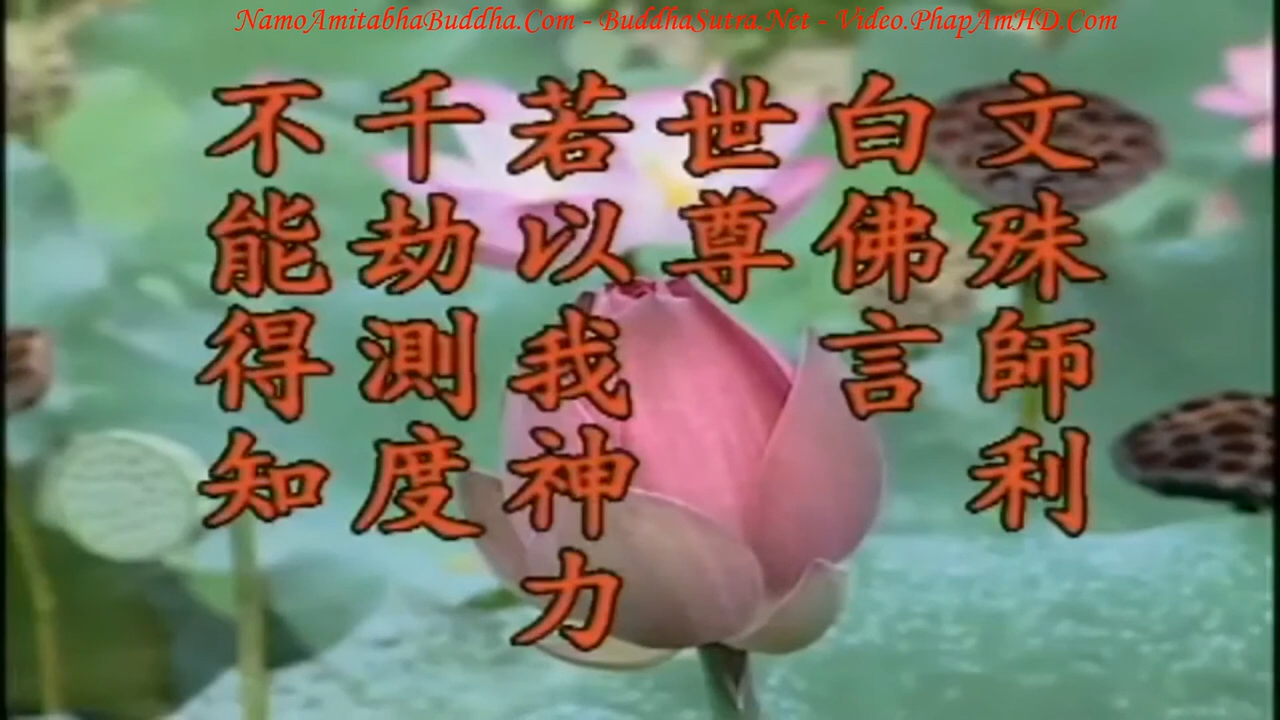 NamoAmitabhaBuddha.Com - BuddhaSutra.Net - Video.PhapAmHD.Com
文殊師利
白佛言
世尊
若以我神力
千劫測度
不能得知